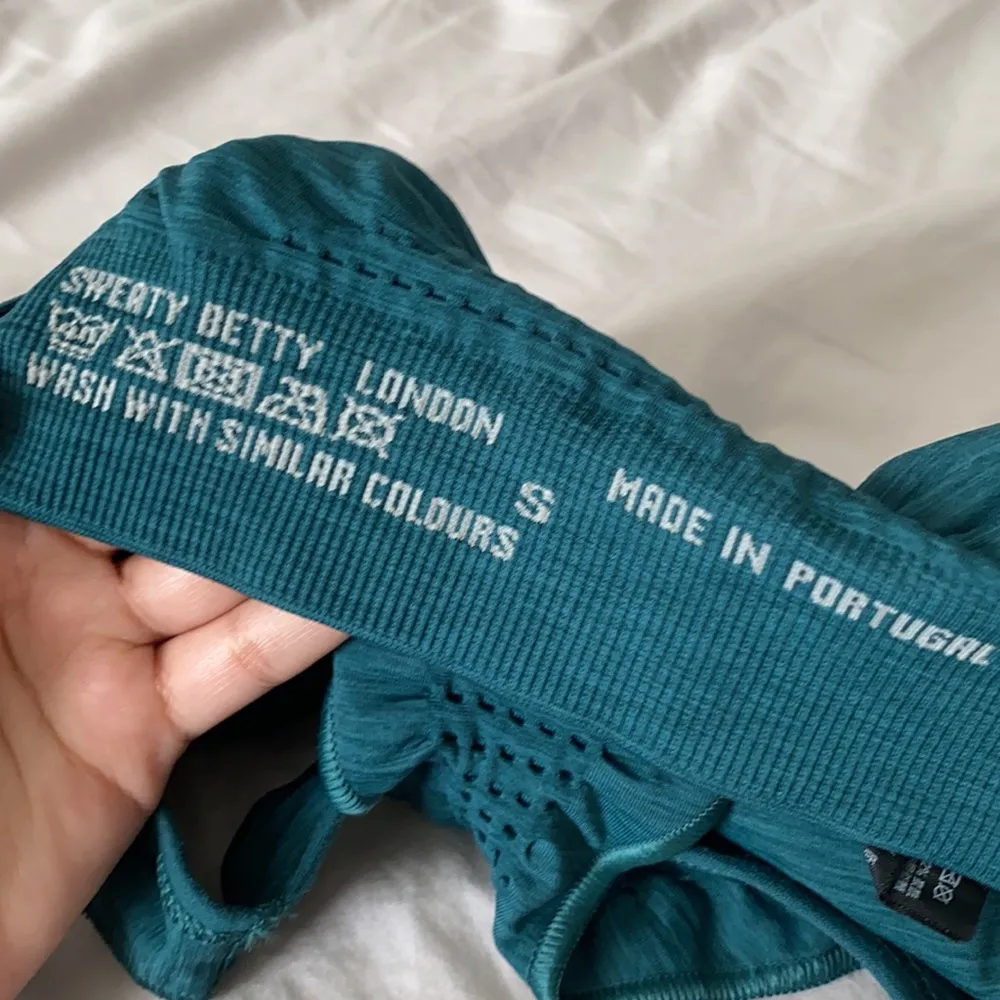 SWEATY BETTY LONDON
WASH WITH SIMILAR COLOURS
S
MADE IN PORTUGAL